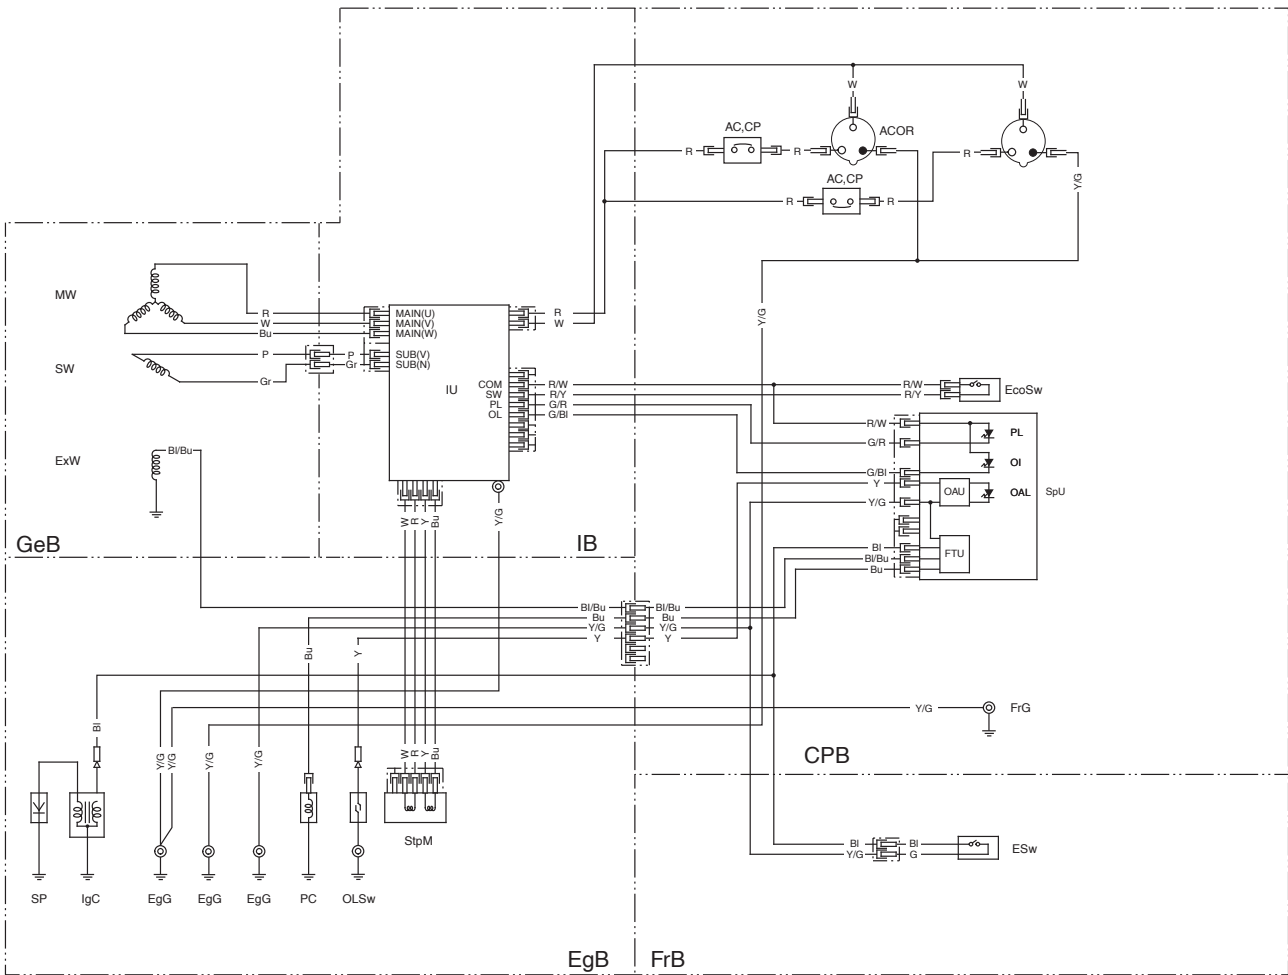 W
W
AC,CP
ACOR
R
R
R
AC,CP
R
R
Y/G
MW
R
W
Bu
MAIN(U)
MAIN(V)
MAIN(W)
R
W
Y/G
SW
P
P
SUB(V)
Gr
Gr
SUB(N)
IU
COM
R/W
R/W
SW
R/Y
R/Y
EcoSw
PL
G/R
OL
G/Bl
R/W
PL
G/R
ExW
Bl/Bu
OI
G/Bl
Y
OAU
OAL
SpU
Y/G
W
R
Y
Bu
Y/G
GeB
IB
Bl
FTU
Bl/Bu
Bu
Bl/Bu
Bl/Bu
Bu
Bu
Y/G
Y/G
Y
Y
Bu
Y
Y/G
FrG
Bl
Y/G
Y/G
Y/G
Y/G
W
R
Y
Bu
CPB
StpM
Bl
Bl
Y/G
G
ESw
SP
IgC
EgG
EgG
EgG
PC
OLSw
EgB
FrB